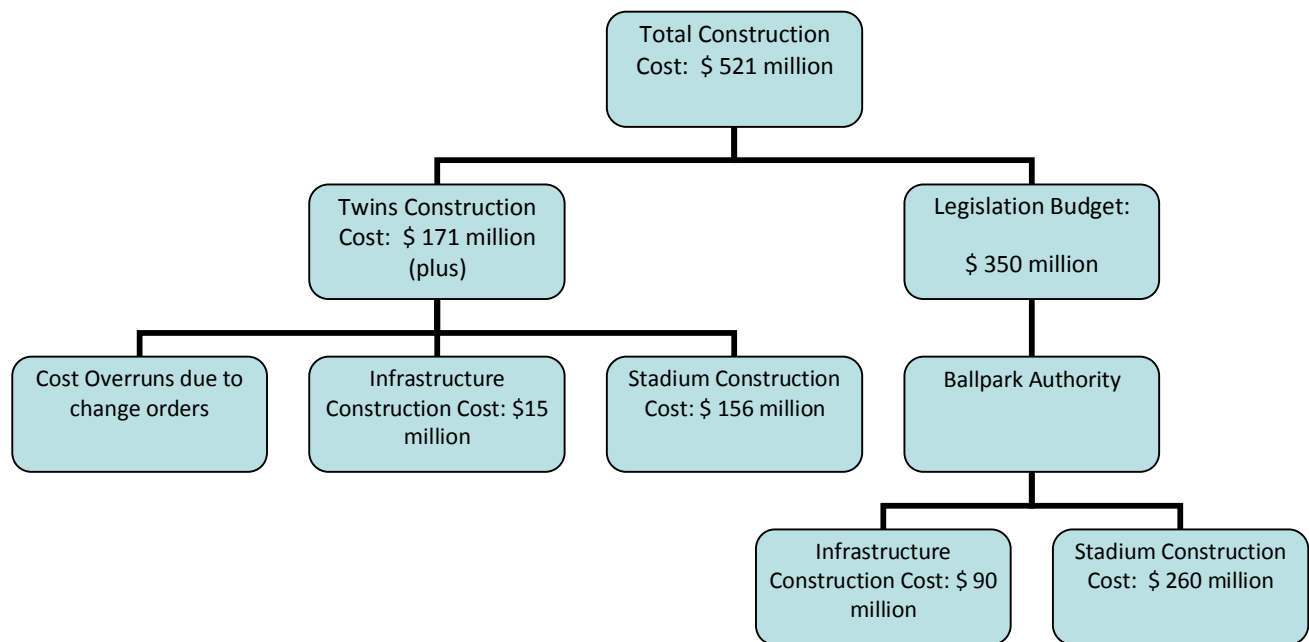 Total Construction
Cost:  $ 521 million
Twins Construction
Cost:  $ 171 million
(plus)
Legislation Budget:
$ 350 million
Cost Overruns due to
change orders
Infrastructure
Construction Cost: $15
million
Stadium Construction
Cost: $ 156 million
Ballpark Authority
Infrastructure
Construction Cost: $ 90
million
Stadium Construction
Cost:  $ 260 million